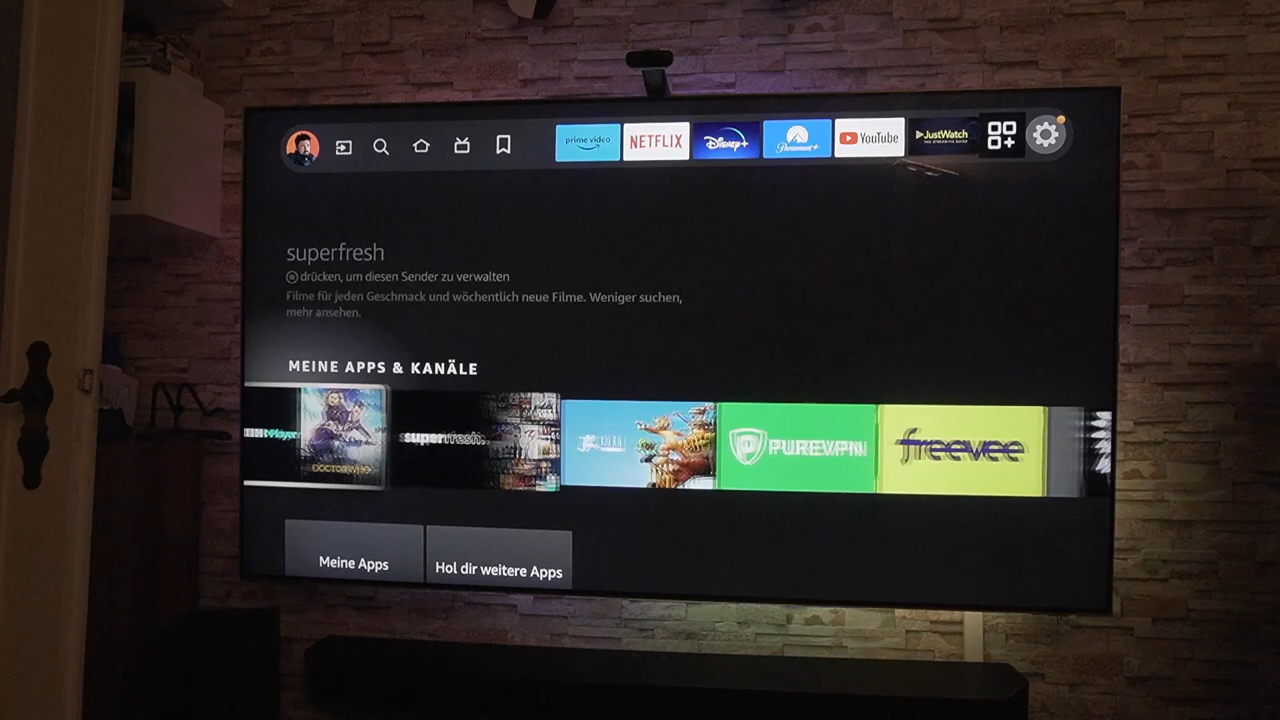 prime video
NETFLIX
Disney+
Paramount+
YouTube
JustWatch
superfresh
drücken, um diesen Sender zu verwalten
Filme für jeden Geschmack und wöchentlich neue Filme. Weniger suchen,
mehr ansehen.
MEINE APPS & KANÄLE
Player
DOCTOR WHO
superfresh.
PUREVPN
freevee
Meine Apps
Hol dir weitere Apps